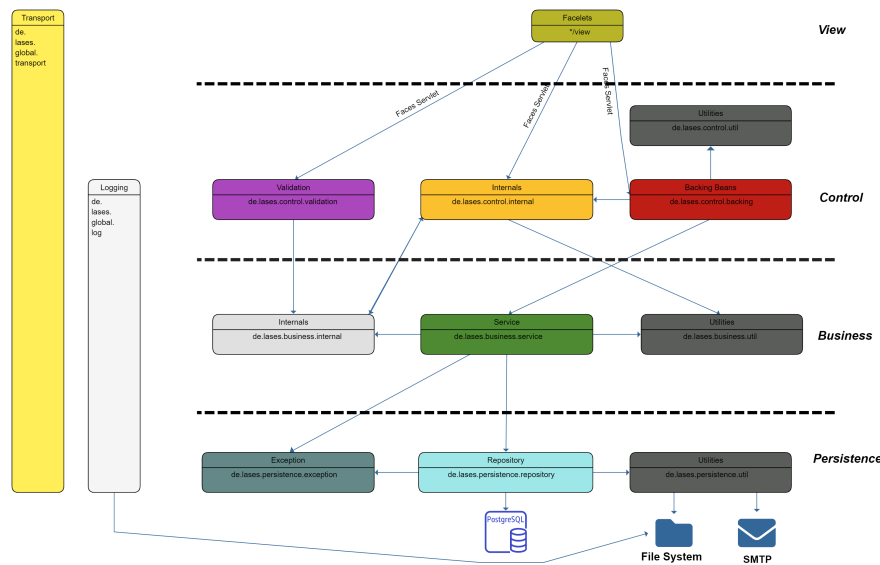 Transport
de.
lases.
global.
transport
Facelets
*/view
View
Faces Servlet
Faces Servlet
Faces Servlet
Utilities
de.lases.control.util
Logging
de.
lases.
global.
log
Validation
de.lases.control.validation
Internals
de.lases.control.internal
Backing Beans
de.lases.control.backing
Control
Internals
de.lases.business.internal
Service
de.lases.business.service
Utilities
de.lases.business.util
Business
Exception
de.lases.persistence.exception
Repository
de.lases.persistence.repository
Utilities
de.lases.persistence.util
Persistence
PostgreSQL
File System
SMTP